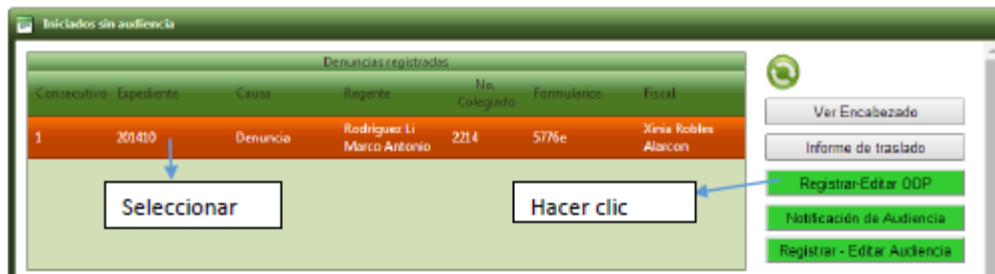 Iniciados sin audiencia
Denuncias registradas
Consecutivo Expediente Causa Regente No. Colegiado Formularios Fiscal
1 201410 Denuncia Rodriguez Li Marco Antonio 2214 5776e Xinia Robles Alarcon
Seleccionar
Hacer clic
Ver Encabezado
Informe de traslado
Registrar-Editar ODP
Notificación de Audiencia
Registrar - Editar Audiencia